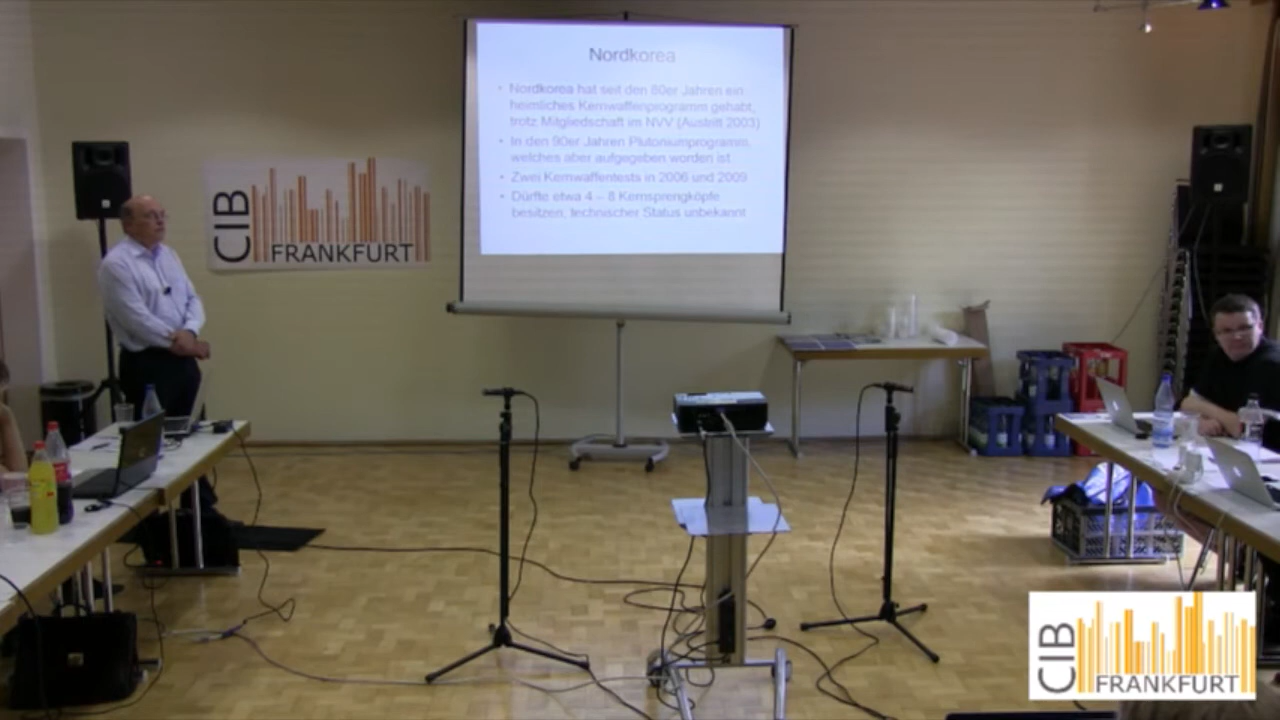 Nordkorea
• Nordkorea hat seit den 80er Jahren ein
heimliches Kernwaffenprogramm gehabt,
trotz Mitgliedschaft im NVV (Austritt 2003)
• In den 90er Jahren Plutoniumprogramm,
welches aber aufgegeben worden ist
• Zwei Kernwaffentests in 2006 und 2009
• Dürfte etwa 4 – 8 Kernsprengköpfe
besitzen, technischer Status unbekannt
CIB
FRANKFURT
CIB
FRANKFURT